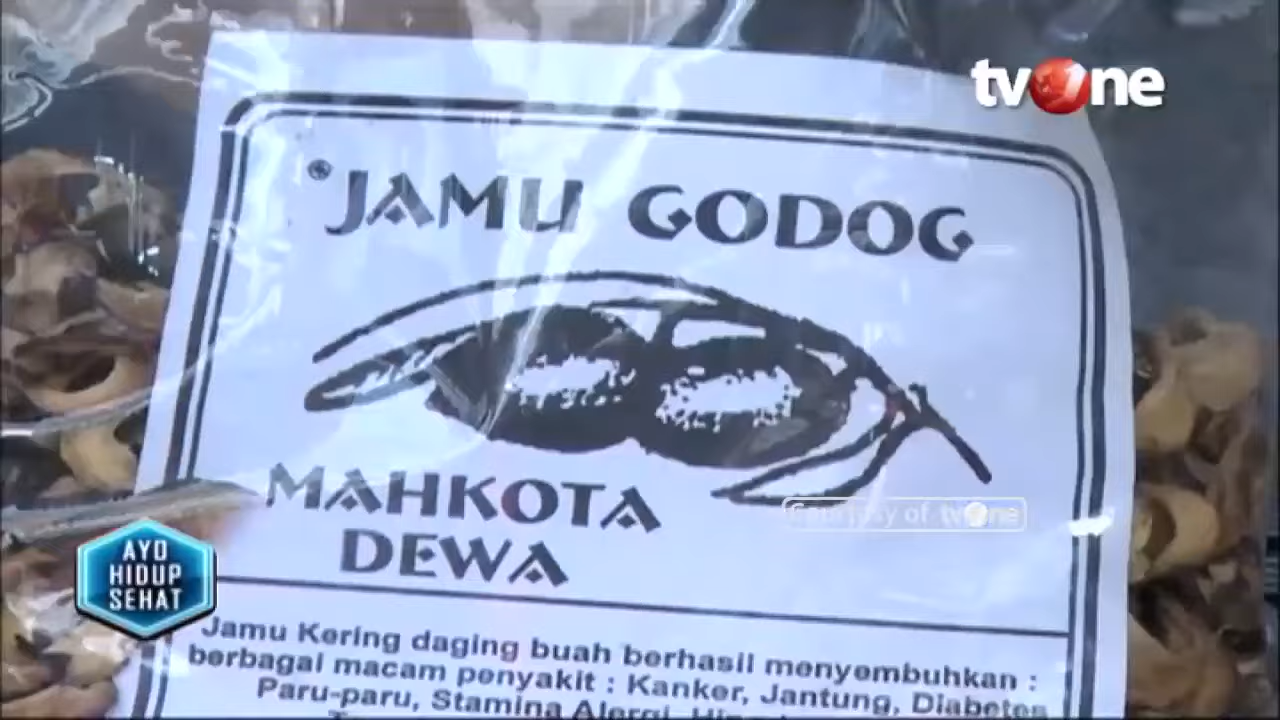 tvOne
JAMU GODOG
MAHKOTA
DEWA
Courtesy of tvOne
AYO
HIDUP
SEHAT
Jamu Kering daging buah berhasil menyembuhkan :
berbagai macam penyakit : Kanker, Jantung, Diabetes
Paru-paru, Stamina Alergi,